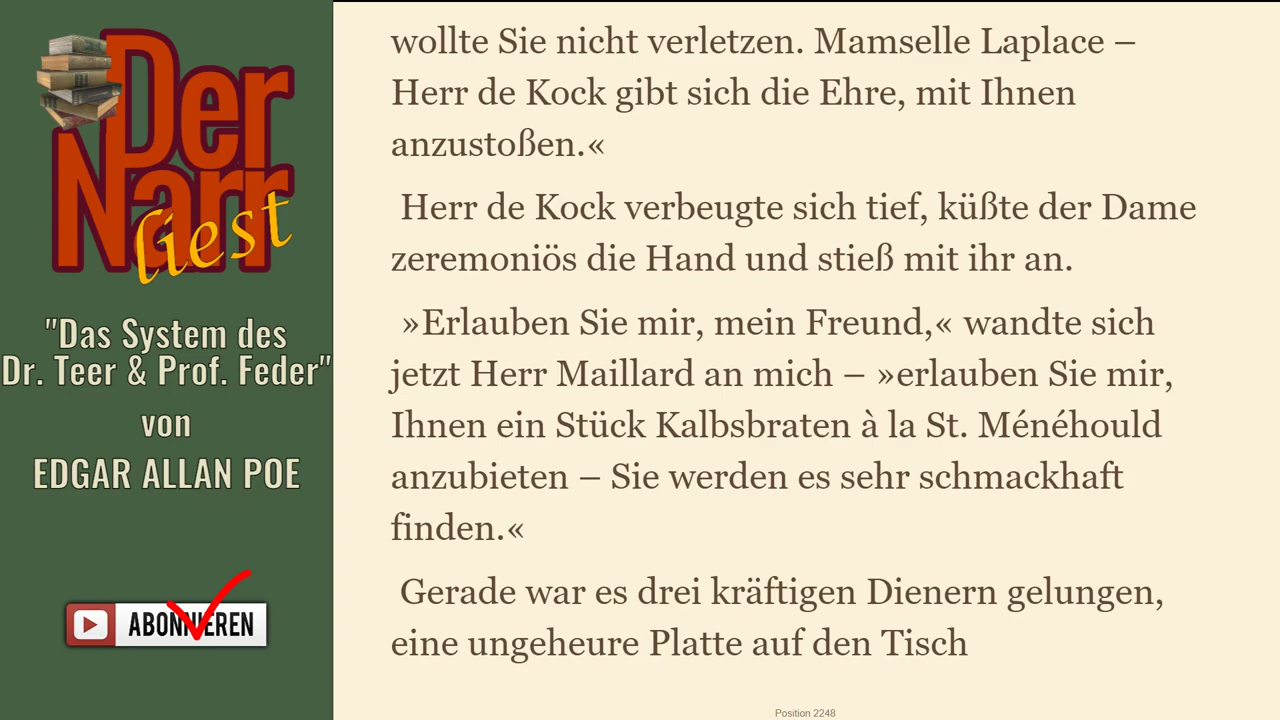 Der
Narr
liest
"Das System des
Dr. Teer & Prof. Feder"
von
EDGAR ALLAN POE
ABONNIEREN
wollte Sie nicht verletzen. Mamselle Laplace –
Herr de Kock gibt sich die Ehre, mit Ihnen
anzustoßen.«
Herr de Kock verbeugte sich tief, küßte der Dame
zeremoniös die Hand und stieß mit ihr an.
»Erlauben Sie mir, mein Freund,« wandte sich
jetzt Herr Maillard an mich – »erlauben Sie mir,
Ihnen ein Stück Kalbsbraten à la St. Ménéhould
anzubieten – Sie werden es sehr schmackhaft
finden.«
Gerade war es drei kräftigen Dienern gelungen,
eine ungeheure Platte auf den Tisch
Position 2248